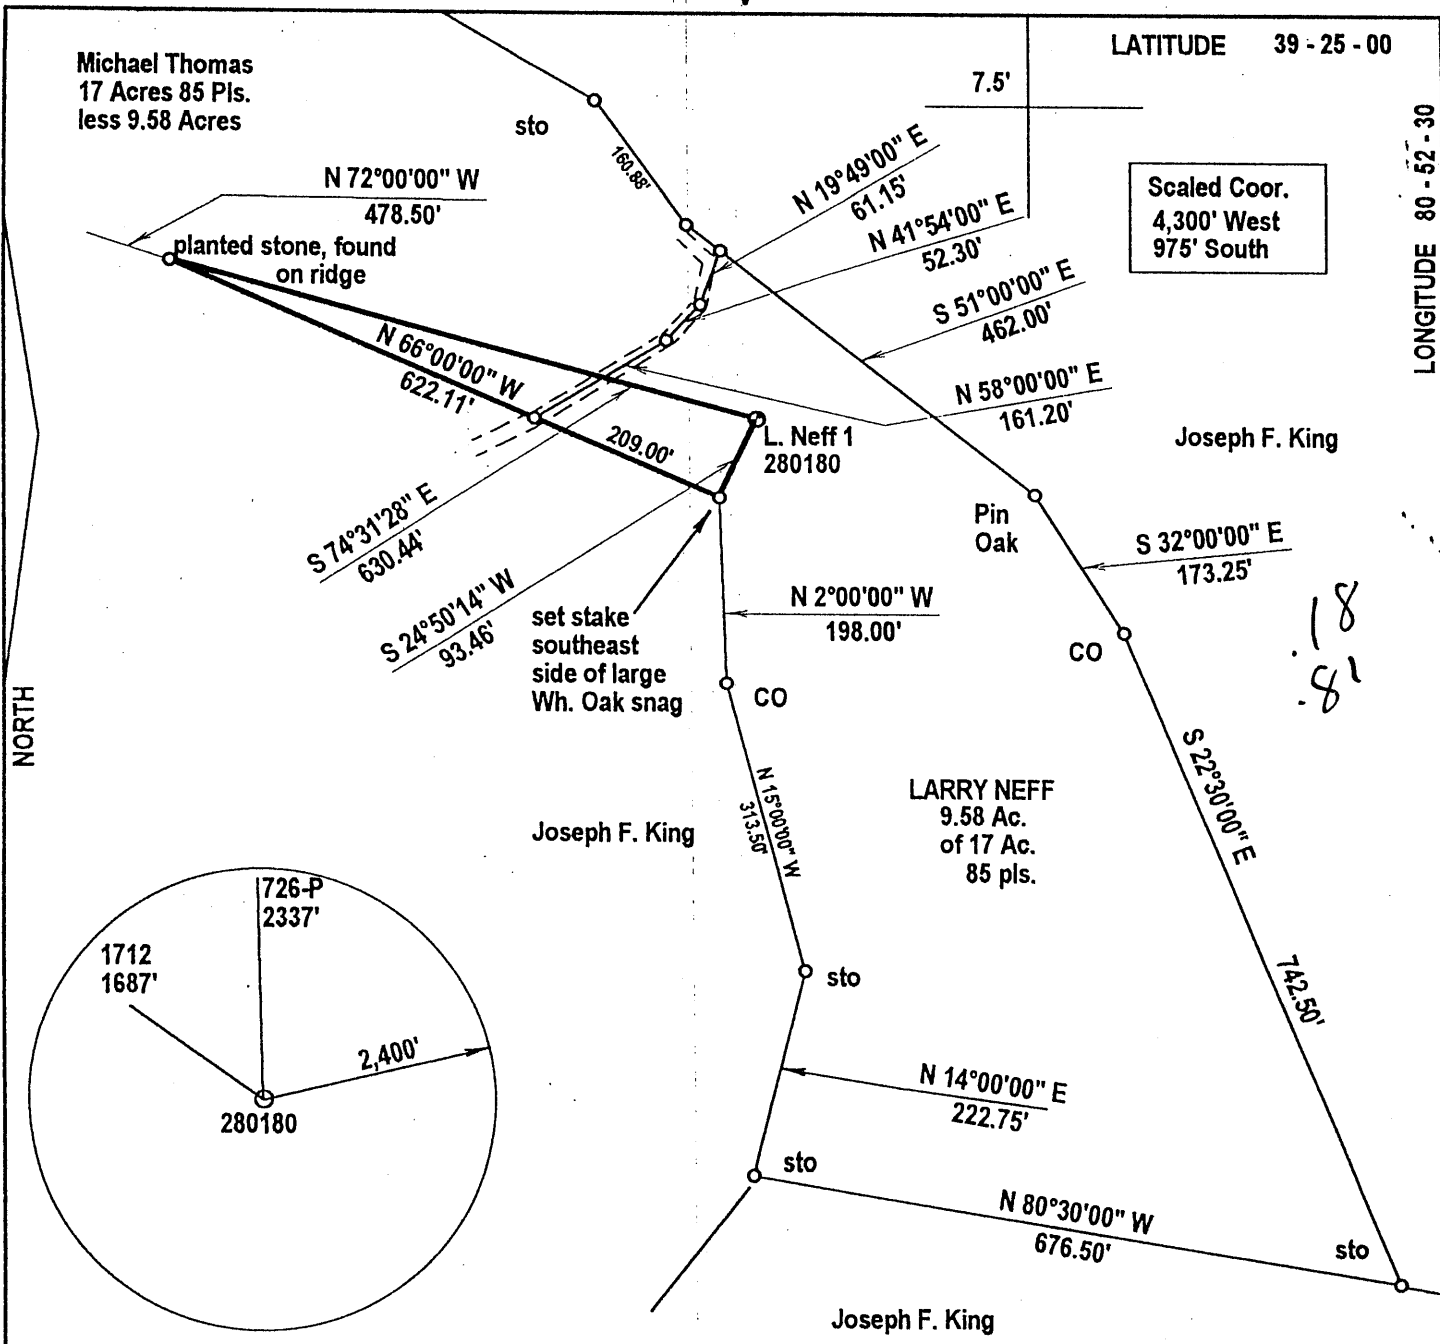 LATITUDE 39 - 25 - 00
LONGITUDE 80 - 52 - 30
7.5'
Michael Thomas
17 Acres 85 Pls.
less 9.58 Acres
sto
160.88'
Scaled Coor.
4,300' West
975' South
N 72°00'00" W
478.50'
planted stone, found
on ridge
N 19°49'00" E
61.15'
N 41°54'00" E
52.30'
S 51°00'00" E
462.00'
N 58°00'00" E
161.20'
N 66°00'00" W
622.11'
209.00'
L. Neff 1
280180
Joseph F. King
S 74°31'28" E
630.44'
S 24°50'14" W
93.46'
Pin
Oak
S 32°00'00" E
173.25'
set stake
southeast
side of large
Wh. Oak snag
N 2°00'00" W
198.00'
CO
CO
.18
.81
NORTH
S 22°30'00" E
742.50'
N 15°00'00" W
313.50'
LARRY NEFF
9.58 Ac.
of 17 Ac.
85 pls.
Joseph F. King
726-P
2337'
1712
1687'
2,400'
280180
sto
N 14°00'00" E
222.75'
sto
N 80°30'00" W
676.50'
sto
Joseph F. King